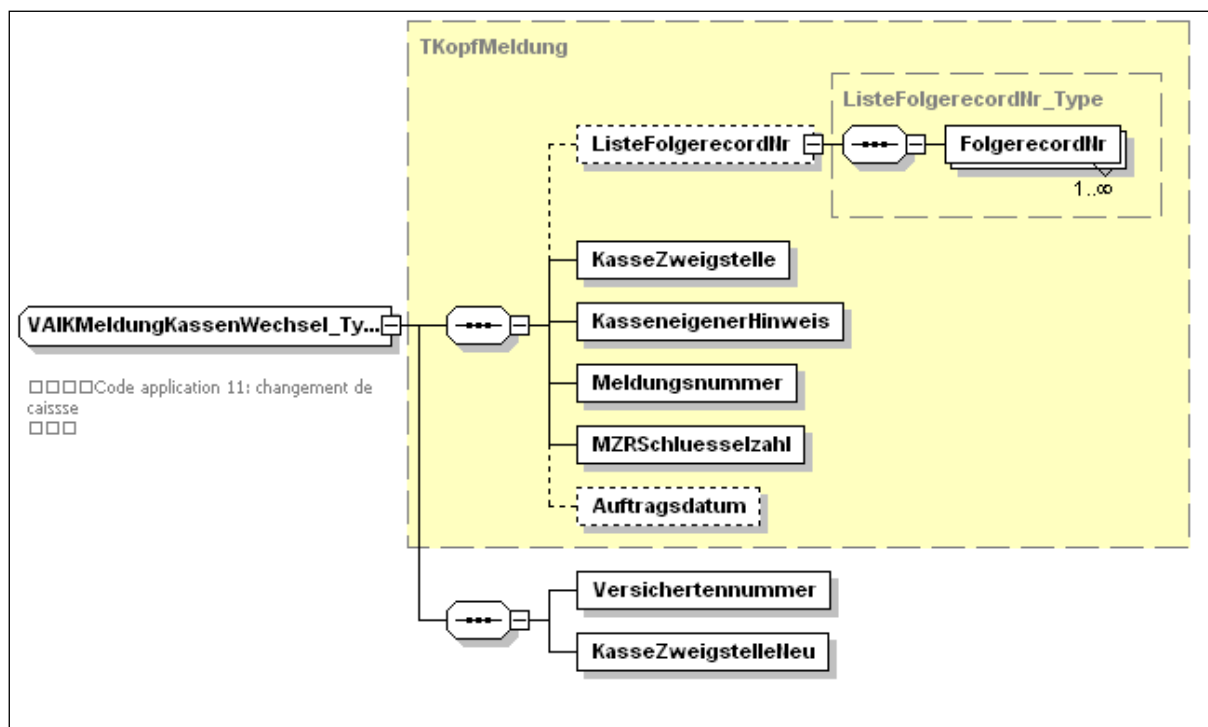 TKopfMeldung
ListeFolgerecordNr_Type
ListeFolgerecordNr
FolgerecordNr
1..∞
KasseZweigstelle
KasseneigenerHinweis
VAIKMeldungKassenWechsel_Ty...
Meldungsnummer
□□□□Code application 11: changement de
caissse
□□□
MZRSchluesselzahl
Auftragsdatum
Versichertennummer
KasseZweigstelleNeu